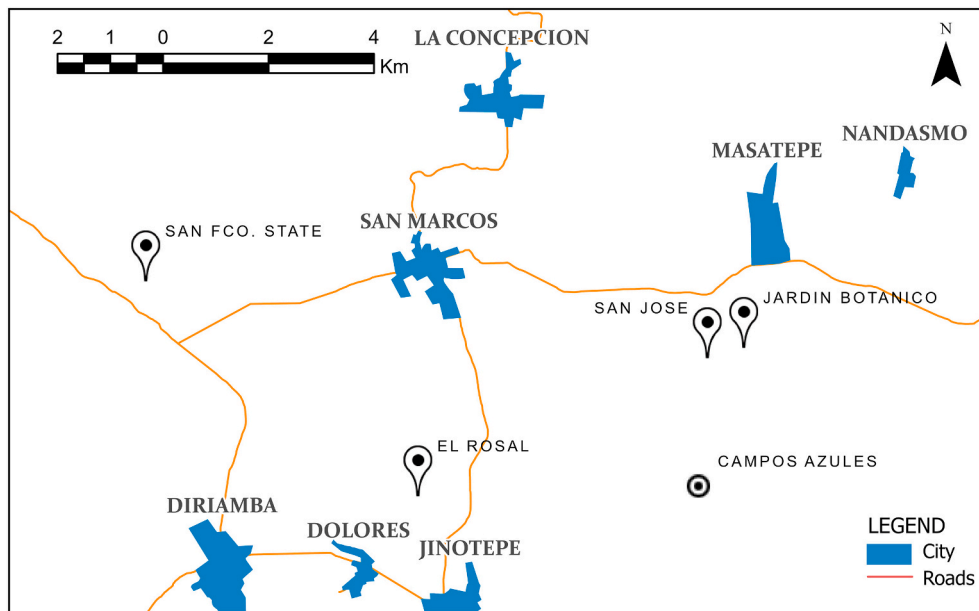 2 1 0 2 4
Km
LA CONCEPCION
N
NANDASMO
MASATEPE
SAN MARCOS
SAN FCO. STATE
JARDIN BOTANICO
SAN JOSE
EL ROSAL
CAMPOS AZULES
DIRIAMBA
DOLORES
JINOTEPE
LEGEND
City
Roads